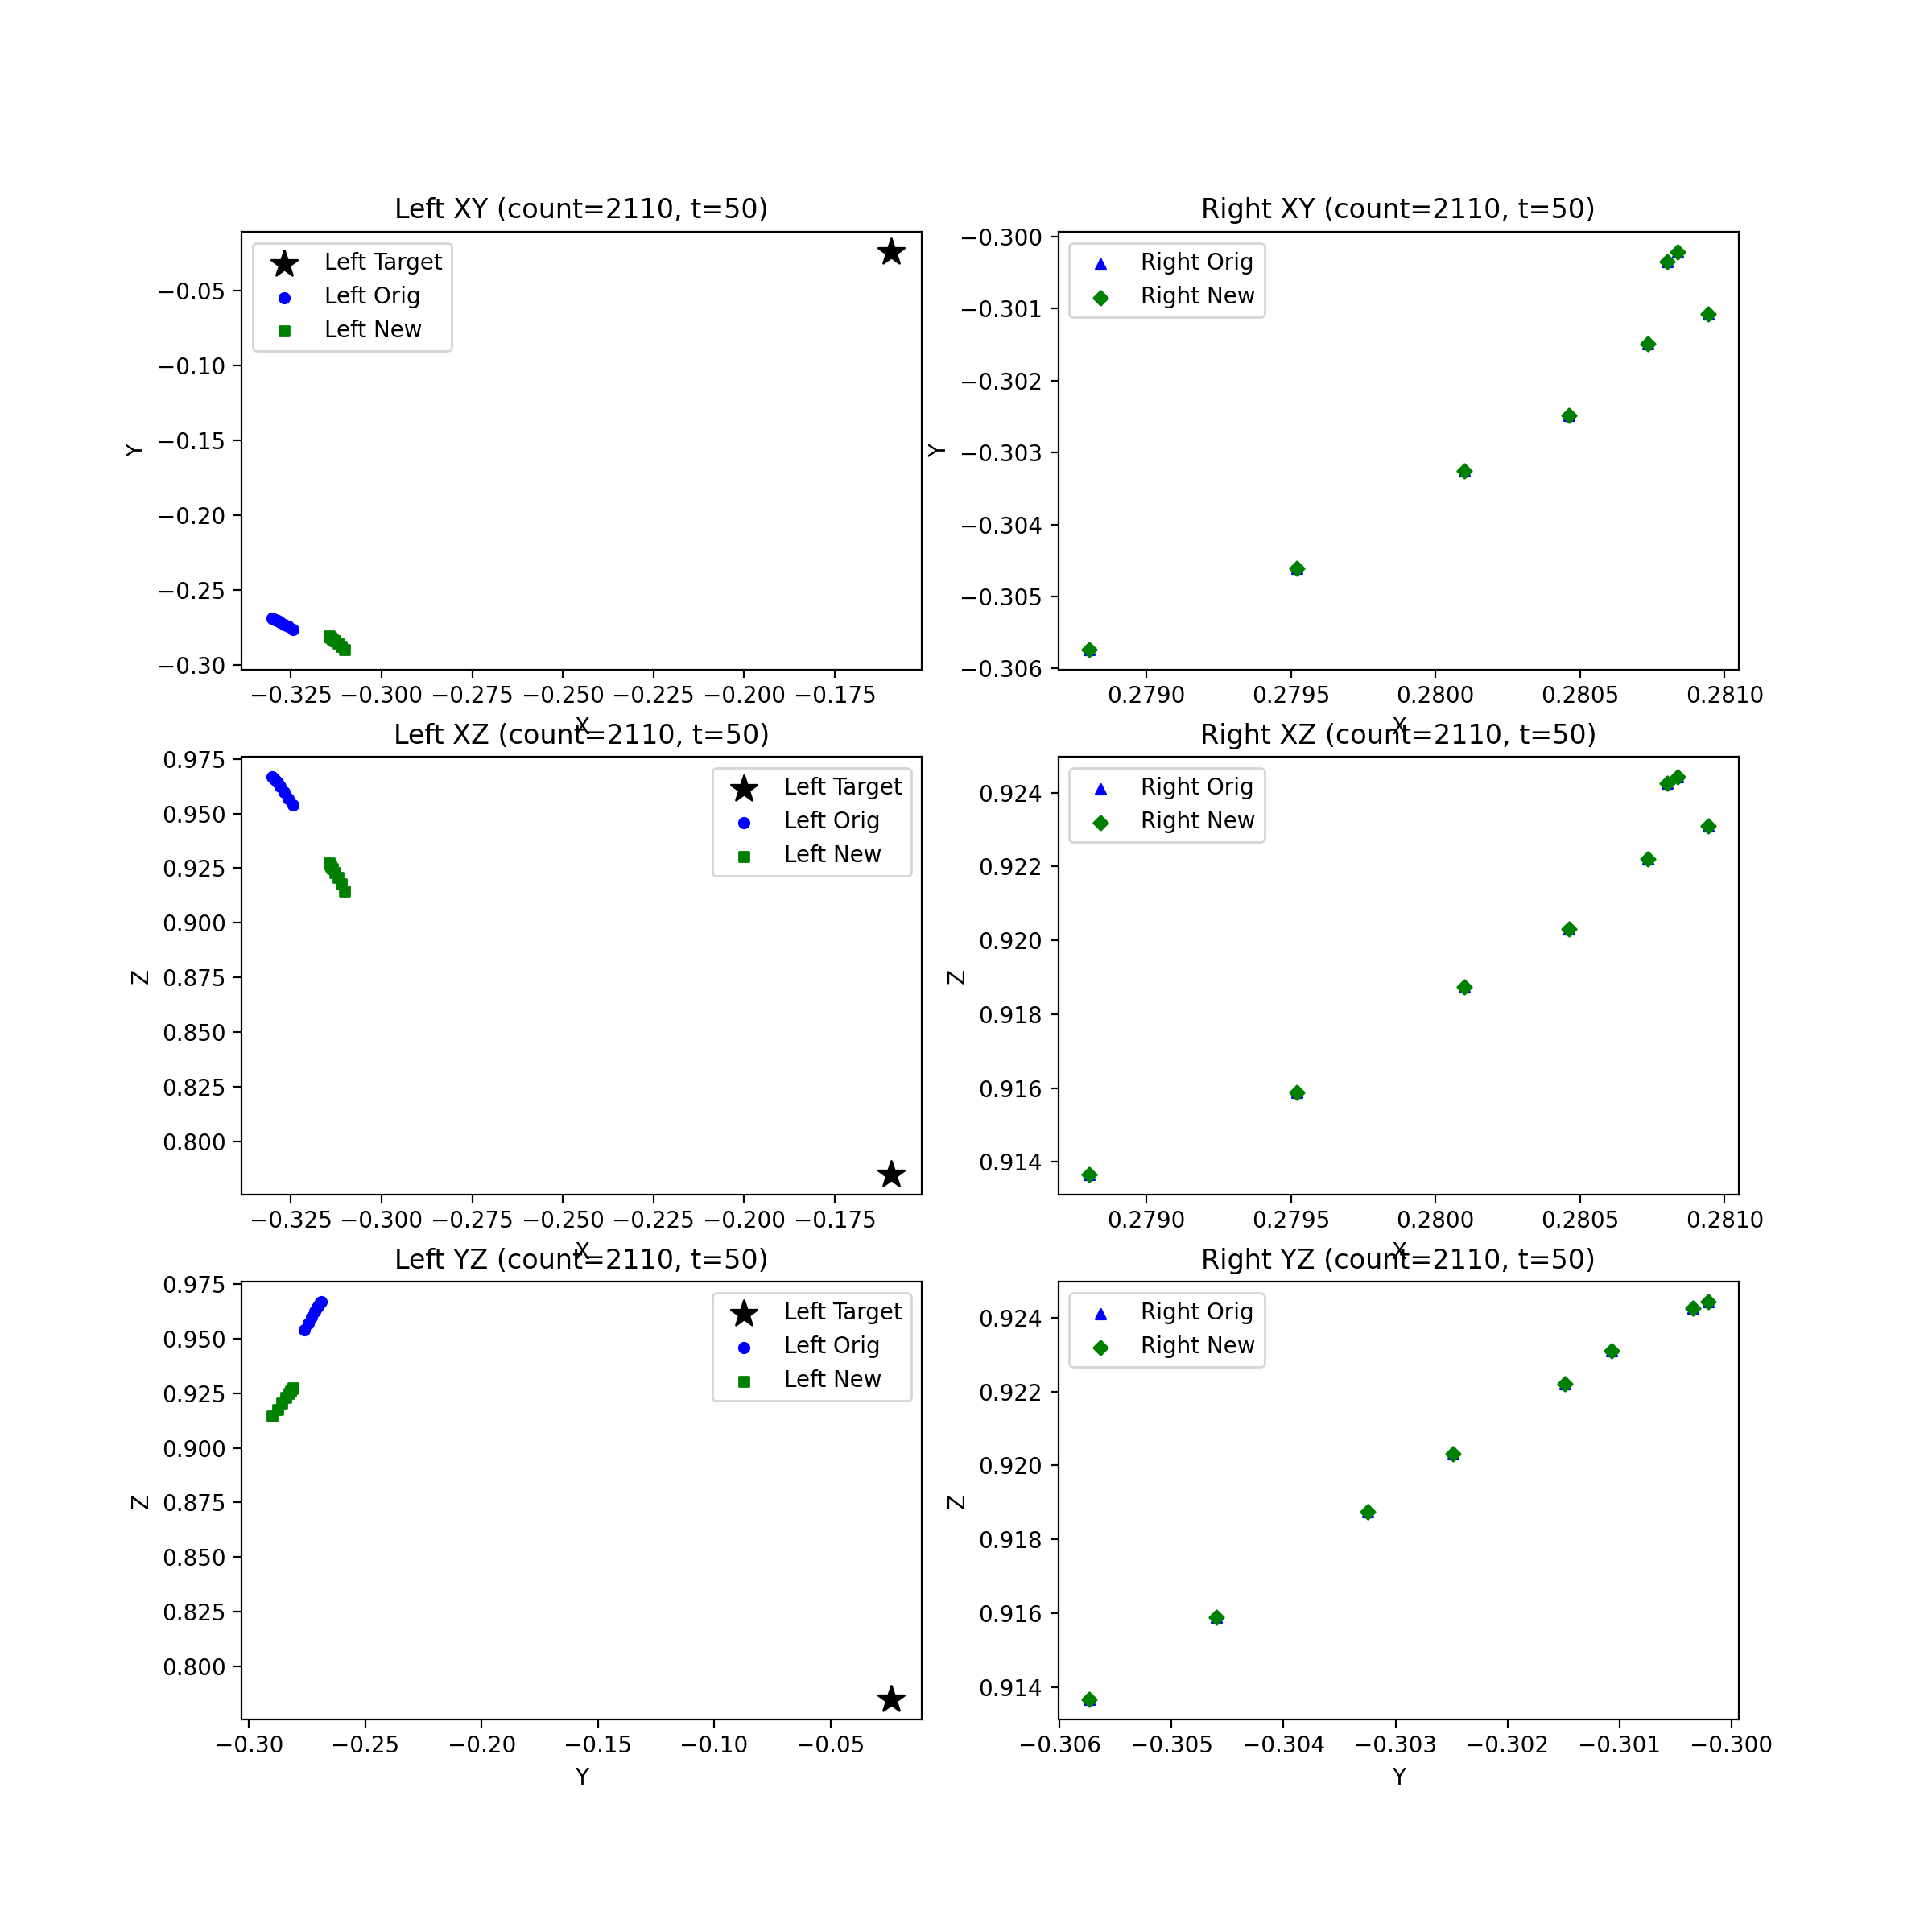 Left XY (count=2110, t=50)
Left Target
Left Orig
Left New
−0.05
−0.10
−0.15
−0.20
−0.25
−0.30
Y
−0.325 −0.300 −0.275 −0.250 −0.225 −0.200 −0.175
X
Right XY (count=2110, t=50)
Right Orig
Right New
−0.300
−0.301
−0.302
−0.303
−0.304
−0.305
−0.306
Y
0.2790 0.2795 0.2800 0.2805 0.2810
X
Left XZ (count=2110, t=50)
Left Target
Left Orig
Left New
0.975
0.950
0.925
0.900
0.875
0.850
0.825
0.800
Z
−0.325 −0.300 −0.275 −0.250 −0.225 −0.200 −0.175
X
Right XZ (count=2110, t=50)
Right Orig
Right New
0.924
0.922
0.920
0.918
0.916
0.914
Z
0.2790 0.2795 0.2800 0.2805 0.2810
X
Left YZ (count=2110, t=50)
Left Target
Left Orig
Left New
0.975
0.950
0.925
0.900
0.875
0.850
0.825
0.800
Z
−0.30 −0.25 −0.20 −0.15 −0.10 −0.05
Y
Right YZ (count=2110, t=50)
Right Orig
Right New
0.924
0.922
0.920
0.918
0.916
0.914
Z
−0.306 −0.305 −0.304 −0.303 −0.302 −0.301 −0.300
Y